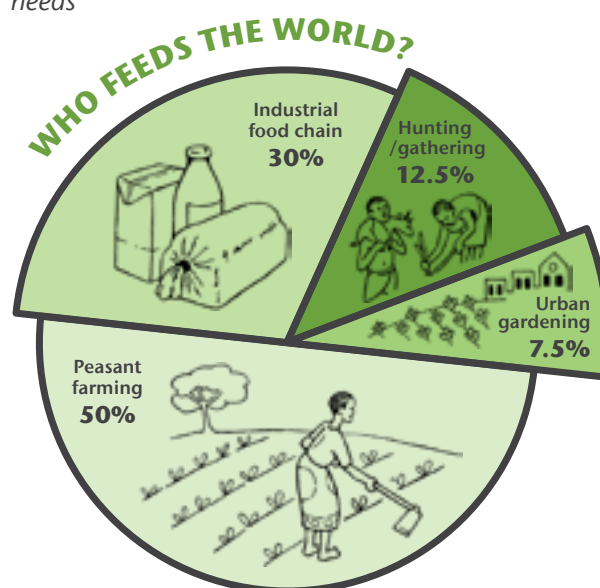 needs
WHO FEEDS THE WORLD?
Industrial
food chain
30%
Hunting
/gathering
12.5%
Urban
gardening
7.5%
Peasant
farming
50%